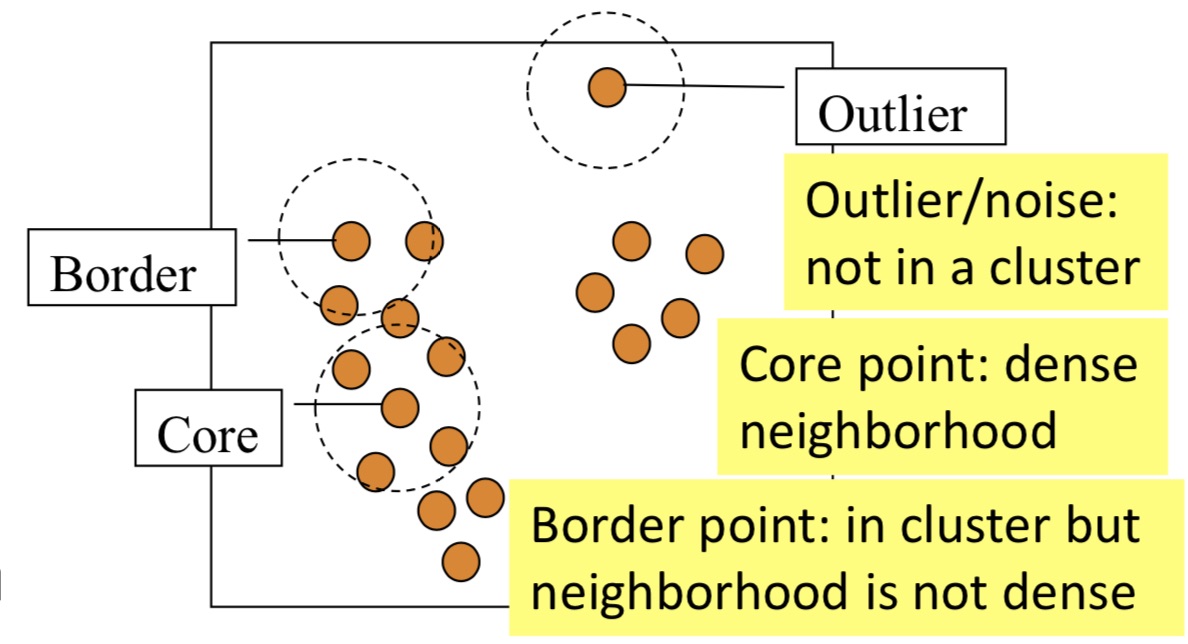 Outlier
Outlier/noise:
not in a cluster
Border
Core point: dense
neighborhood
Core
Border point: in cluster but
neighborhood is not dense